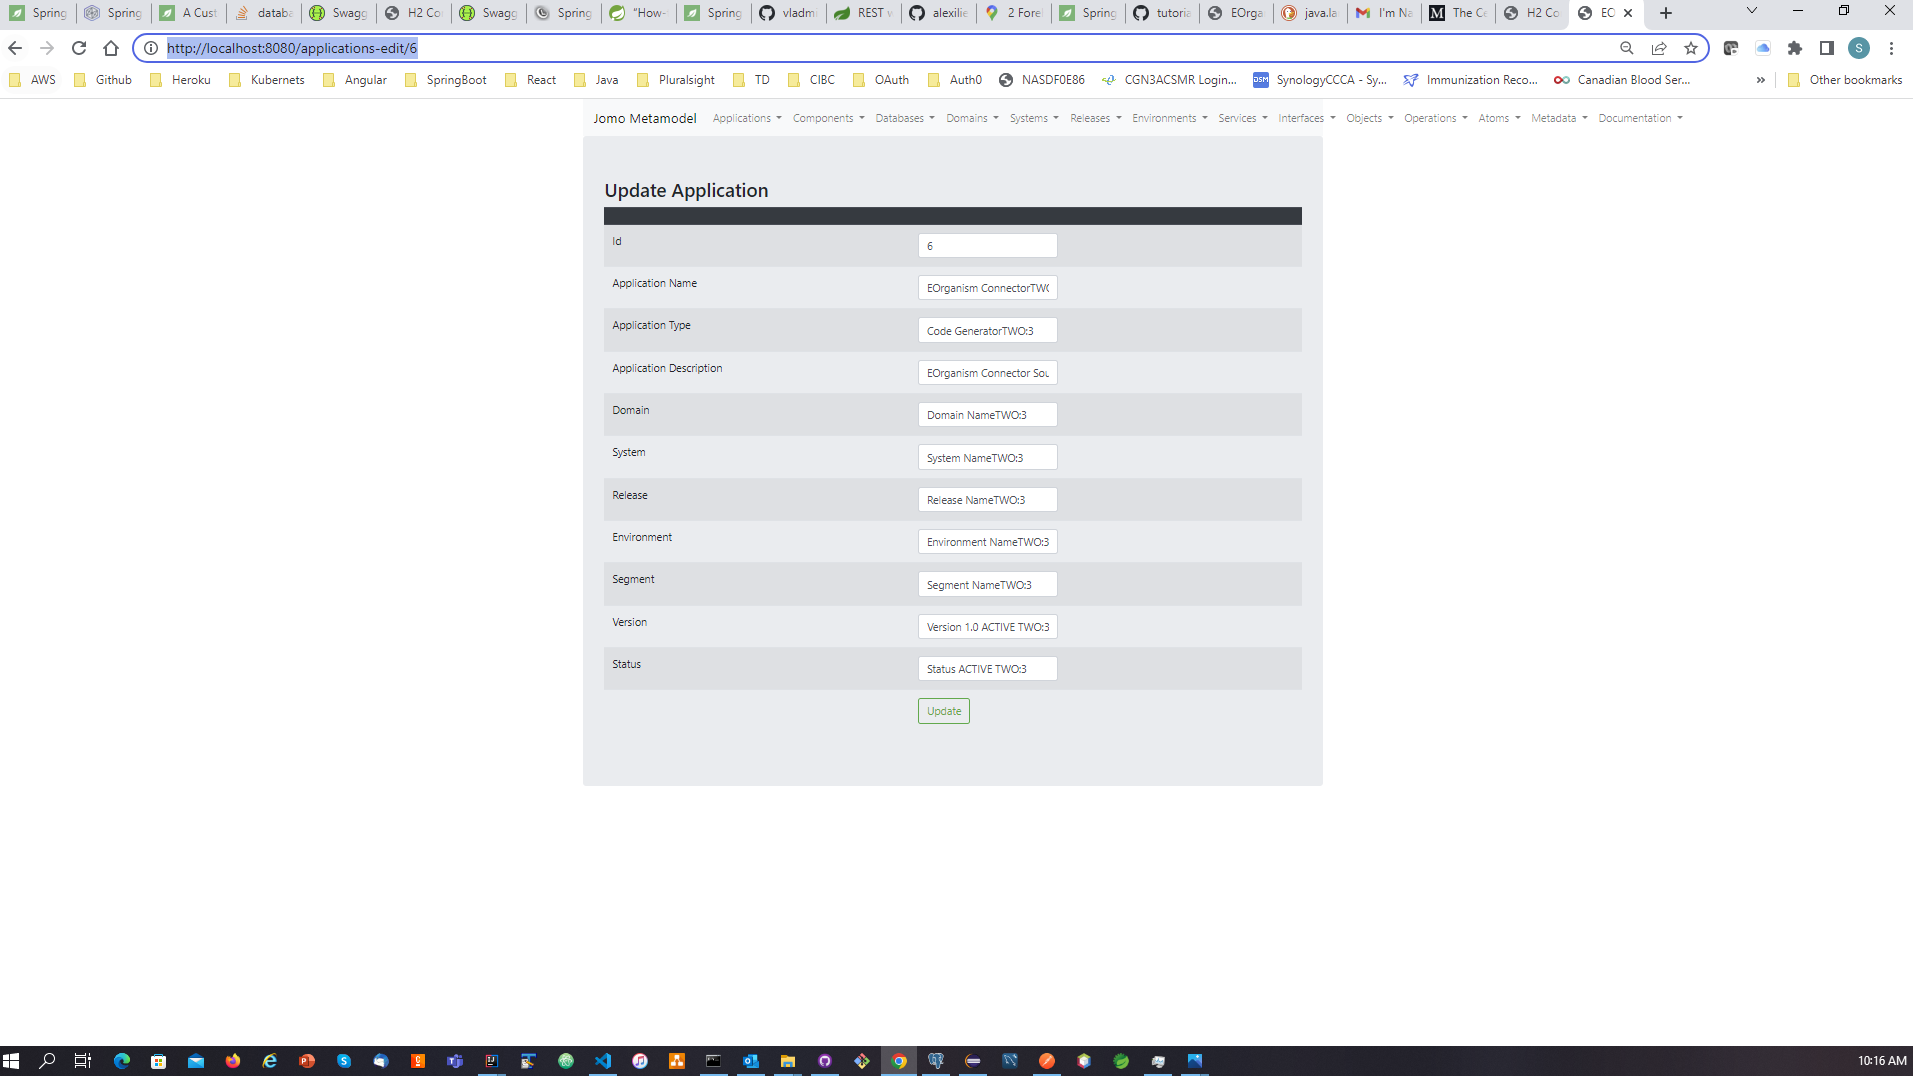 Spring Spring A Cust databa Swagg H2 Co Swagg Spring “How- Spring vladmi REST w alexilie 2 Forel Spring tutoria EOrga java.la I'm Na The Ce H2 Co EO
http://localhost:8080/applications-edit/6
AWS Github Heroku Kubernets Angular SpringBoot React Java Pluralsight TD CIBC OAuth Auth0 NASDF0E86 CGN3ACSMR Login... SynologyCCCA - Sy... Immunization Reco... Canadian Blood Ser... » Other bookmarks
Jomo Metamodel Applications Components Databases Domains Systems Releases Environments Services Interfaces Objects Operations Atoms Metadata Documentation
Update Application
Id 6
Application Name EOrganism ConnectorTWO
Application Type Code GeneratorTWO:3
Application Description EOrganism Connector Sou
Domain Domain NameTWO:3
System System NameTWO:3
Release Release NameTWO:3
Environment Environment NameTWO:3
Segment Segment NameTWO:3
Version Version 1.0 ACTIVE TWO:3
Status Status ACTIVE TWO:3
Update
10:16 AM